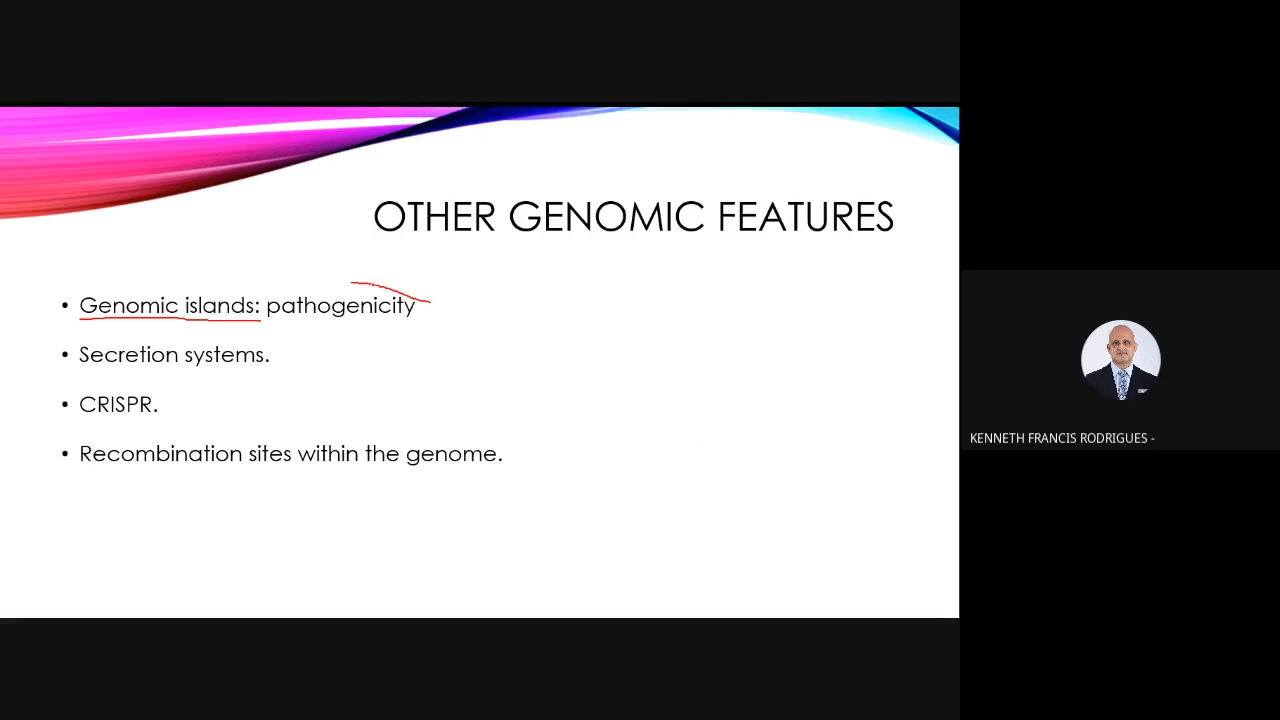 OTHER GENOMIC FEATURES
• Genomic islands: pathogenicity
• Secretion systems.
• CRISPR.
• Recombination sites within the genome.
KENNETH FRANCIS RODRIGUES -